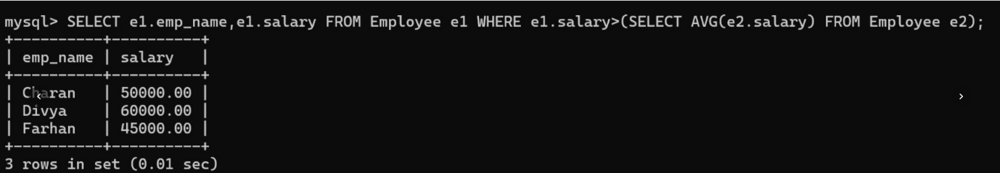 mysql> SELECT e1.emp_name,e1.salary FROM Employee e1 WHERE e1.salary>(SELECT AVG(e2.salary) FROM Employee e2);
+----------+----------+
| emp_name | salary   |
+----------+----------+
| Charan   | 50000.00 |
| Divya    | 60000.00 |
| Farhan   | 45000.00 |
+----------+----------+
3 rows in set (0.01 sec)